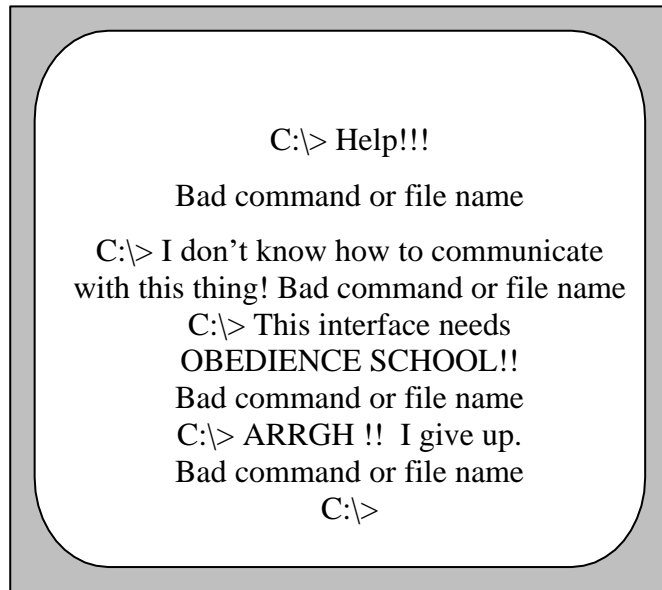 C:\> Help!!!
Bad command or file name
C:\> I don’t know how to communicate
with this thing! Bad command or file name
C:\> This interface needs
OBEDIENCE SCHOOL!!
Bad command or file name
C:\> ARRGH !!  I give up.
Bad command or file name
C:\>